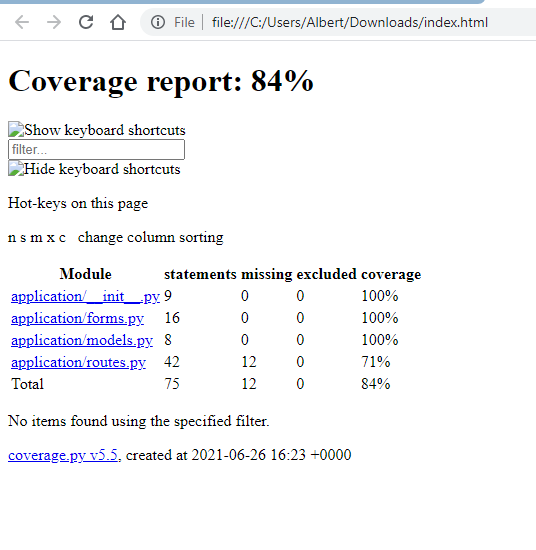 File | file:///C:/Users/Albert/Downloads/index.html
Coverage report: 84%
Show keyboard shortcuts
filter...
Hide keyboard shortcuts
Hot-keys on this page
n s m x c change column sorting
Module statements missing excluded coverage
application/__init__.py 9 0 0 100%
application/forms.py 16 0 0 100%
application/models.py 8 0 0 100%
application/routes.py 42 12 0 71%
Total 75 12 0 84%
No items found using the specified filter.
coverage.py v5.5, created at 2021-06-26 16:23 +0000